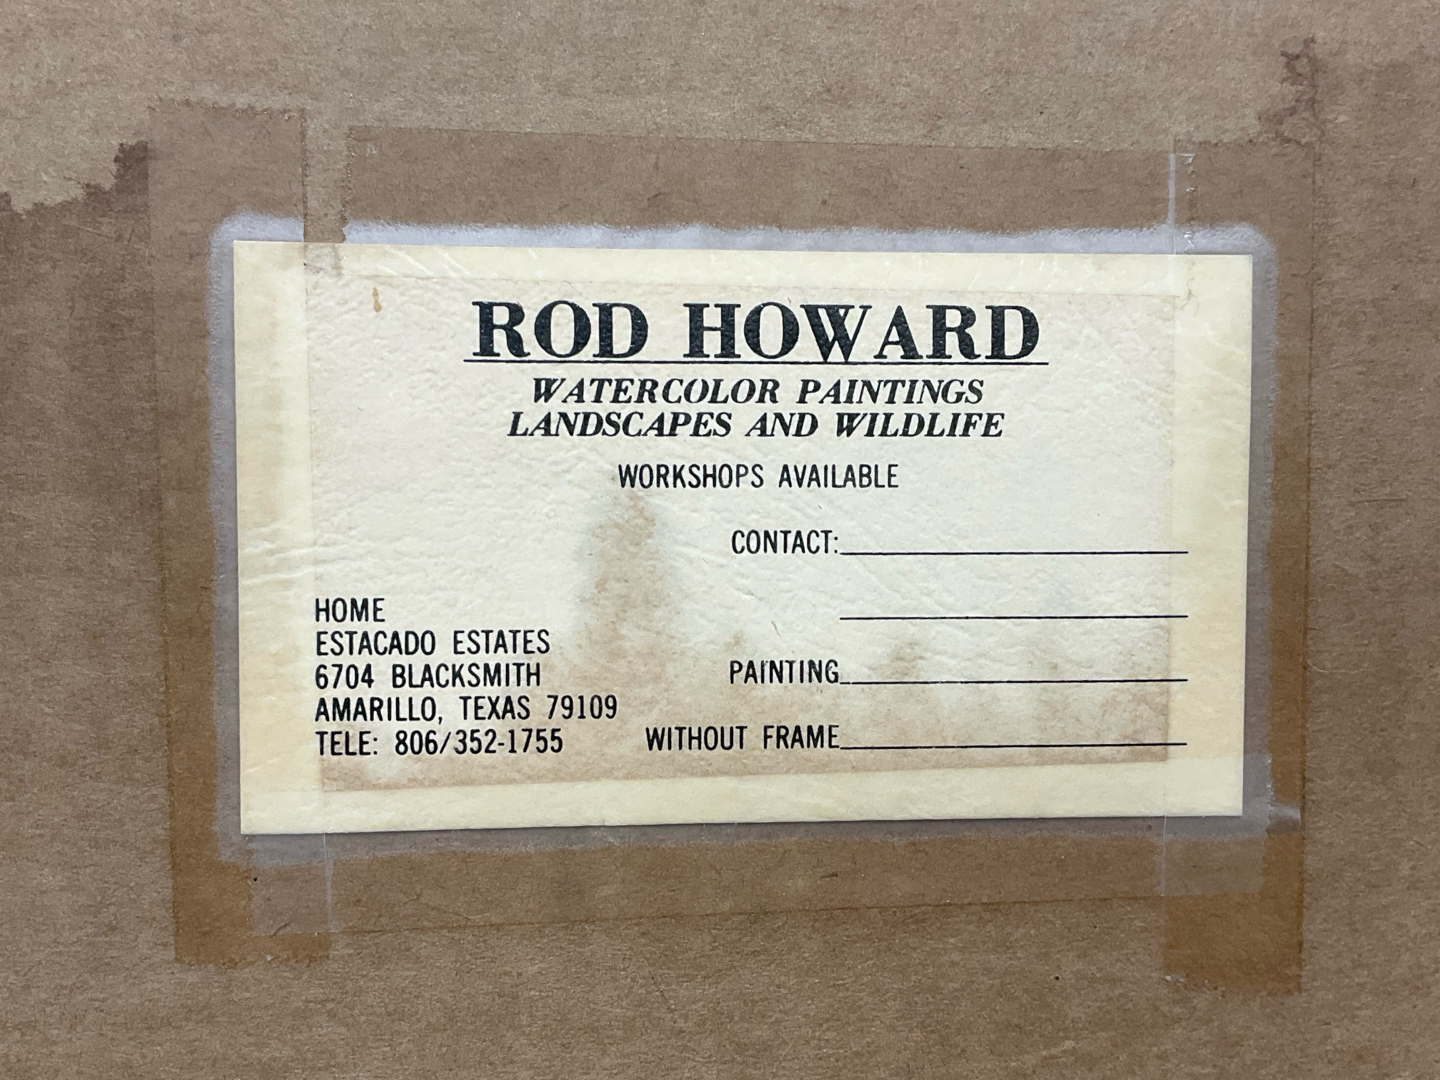 ROD HOWARD
WATERCOLOR PAINTINGS
LANDSCAPES AND WILDLIFE
WORKSHOPS AVAILABLE
CONTACT:
HOME
ESTACADO ESTATES
6704 BLACKSMITH
AMARILLO, TEXAS 79109
TELE: 806/352-1755
PAINTING
WITHOUT FRAME